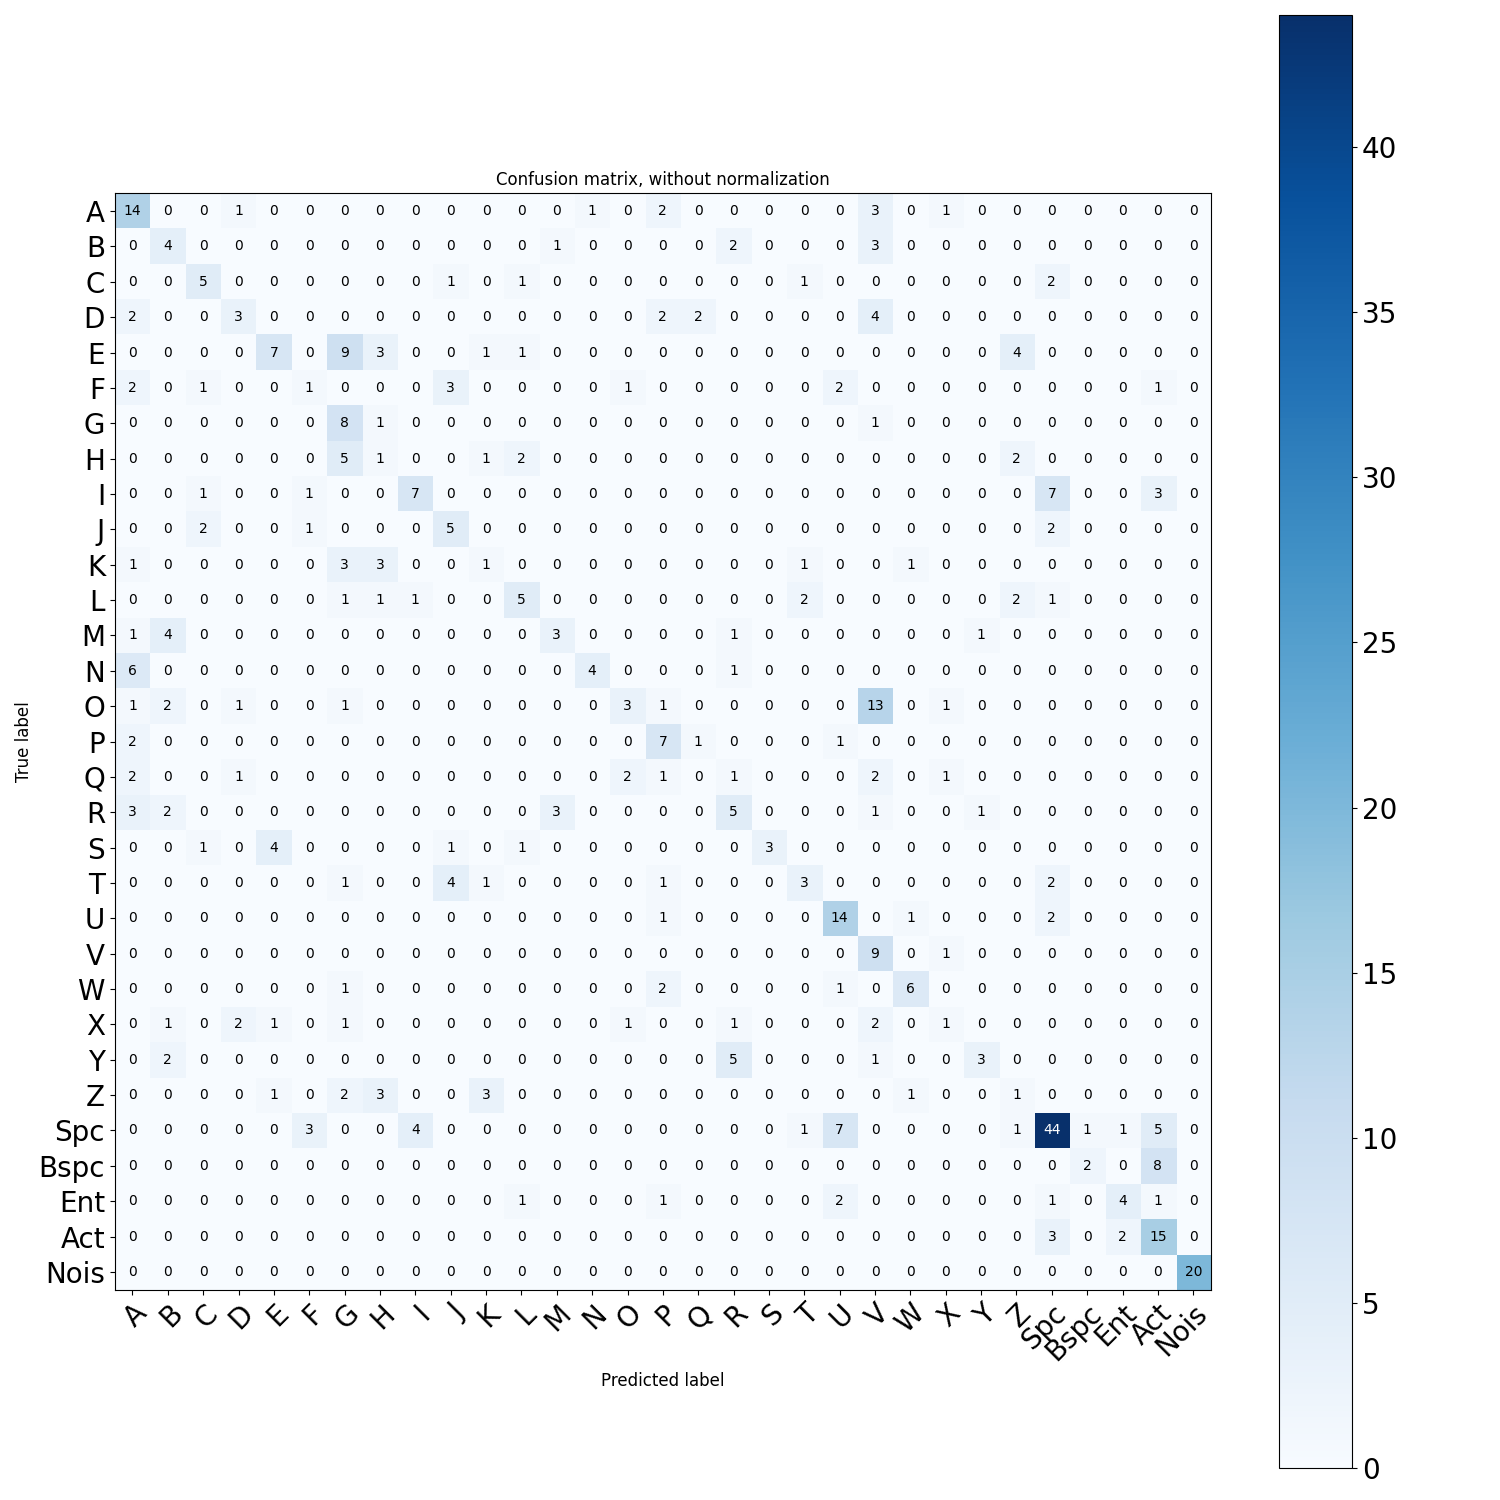 Confusion matrix, without normalization
A 14 0 0 1 0 0 0 0 0 0 0 0 0 1 0 2 0 0 0 0 0 3 0 1 0 0 0 0 0 0 0
B 0 4 0 0 0 0 0 0 0 0 0 0 1 0 0 0 0 2 0 0 0 3 0 0 0 0 0 0 0 0 0
C 0 0 5 0 0 0 0 0 0 1 0 1 0 0 0 0 0 0 0 1 0 0 0 0 0 0 2 0 0 0 0
D 2 0 0 3 0 0 0 0 0 0 0 0 0 0 0 2 2 0 0 0 0 4 0 0 0 0 0 0 0 0 0
E 0 0 0 0 7 0 9 3 0 0 1 1 0 0 0 0 0 0 0 0 0 0 0 0 0 4 0 0 0 0 0
F 2 0 1 0 0 1 0 0 0 3 0 0 0 0 1 0 0 0 0 0 2 0 0 0 0 0 0 0 0 1 0
G 0 0 0 0 0 0 8 1 0 0 0 0 0 0 0 0 0 0 0 0 0 1 0 0 0 0 0 0 0 0 0
H 0 0 0 0 0 0 5 1 0 0 1 2 0 0 0 0 0 0 0 0 0 0 0 0 0 2 0 0 0 0 0
I 0 0 1 0 0 1 0 0 7 0 0 0 0 0 0 0 0 0 0 0 0 0 0 0 0 0 7 0 0 3 0
J 0 0 2 0 0 1 0 0 0 5 0 0 0 0 0 0 0 0 0 0 0 0 0 0 0 0 2 0 0 0 0
K 1 0 0 0 0 0 3 3 0 0 1 0 0 0 0 0 0 0 0 1 0 0 1 0 0 0 0 0 0 0 0
L 0 0 0 0 0 0 1 1 1 0 0 5 0 0 0 0 0 0 0 2 0 0 0 0 0 2 1 0 0 0 0
M 1 4 0 0 0 0 0 0 0 0 0 0 3 0 0 0 0 1 0 0 0 0 0 0 1 0 0 0 0 0 0
N 6 0 0 0 0 0 0 0 0 0 0 0 0 4 0 0 0 1 0 0 0 0 0 0 0 0 0 0 0 0 0
O 1 2 0 1 0 0 1 0 0 0 0 0 0 0 3 1 0 0 0 0 0 13 0 1 0 0 0 0 0 0 0
P 2 0 0 0 0 0 0 0 0 0 0 0 0 0 0 7 1 0 0 0 1 0 0 0 0 0 0 0 0 0 0
Q 2 0 0 1 0 0 0 0 0 0 0 0 0 0 2 1 0 1 0 0 0 2 0 1 0 0 0 0 0 0 0
R 3 2 0 0 0 0 0 0 0 0 0 0 3 0 0 0 0 5 0 0 0 1 0 0 1 0 0 0 0 0 0
S 0 0 1 0 4 0 0 0 0 1 0 1 0 0 0 0 0 0 3 0 0 0 0 0 0 0 0 0 0 0 0
T 0 0 0 0 0 0 1 0 0 4 1 0 0 0 0 1 0 0 0 3 0 0 0 0 0 0 2 0 0 0 0
U 0 0 0 0 0 0 0 0 0 0 0 0 0 0 0 1 0 0 0 0 14 0 1 0 0 0 2 0 0 0 0
V 0 0 0 0 0 0 0 0 0 0 0 0 0 0 0 0 0 0 0 0 0 9 0 1 0 0 0 0 0 0 0
W 0 0 0 0 0 0 1 0 0 0 0 0 0 0 0 2 0 0 0 0 1 0 6 0 0 0 0 0 0 0 0
X 0 1 0 2 1 0 1 0 0 0 0 0 0 0 1 0 0 1 0 0 0 2 0 1 0 0 0 0 0 0 0
Y 0 2 0 0 0 0 0 0 0 0 0 0 0 0 0 0 0 5 0 0 0 1 0 0 3 0 0 0 0 0 0
Z 0 0 0 0 1 0 2 3 0 0 3 0 0 0 0 0 0 0 0 0 0 0 1 0 0 1 0 0 0 0 0
Spc 0 0 0 0 0 3 0 0 4 0 0 0 0 0 0 0 0 0 0 1 7 0 0 0 0 1 44 1 1 5 0
Bspc 0 0 0 0 0 0 0 0 0 0 0 0 0 0 0 0 0 0 0 0 0 0 0 0 0 0 0 2 0 8 0
Ent 0 0 0 0 0 0 0 0 0 0 0 1 0 0 0 1 0 0 0 0 2 0 0 0 0 0 1 0 4 1 0
Act 0 0 0 0 0 0 0 0 0 0 0 0 0 0 0 0 0 0 0 0 0 0 0 0 0 0 3 0 2 15 0
Nois 0 0 0 0 0 0 0 0 0 0 0 0 0 0 0 0 0 0 0 0 0 0 0 0 0 0 0 0 0 0 20
A B C D E F G H I J K L M N O P Q R S T U V W X Y Z Spc Bspc Ent Act Nois
Predicted label
True label
40
35
30
25
20
15
10
5
0